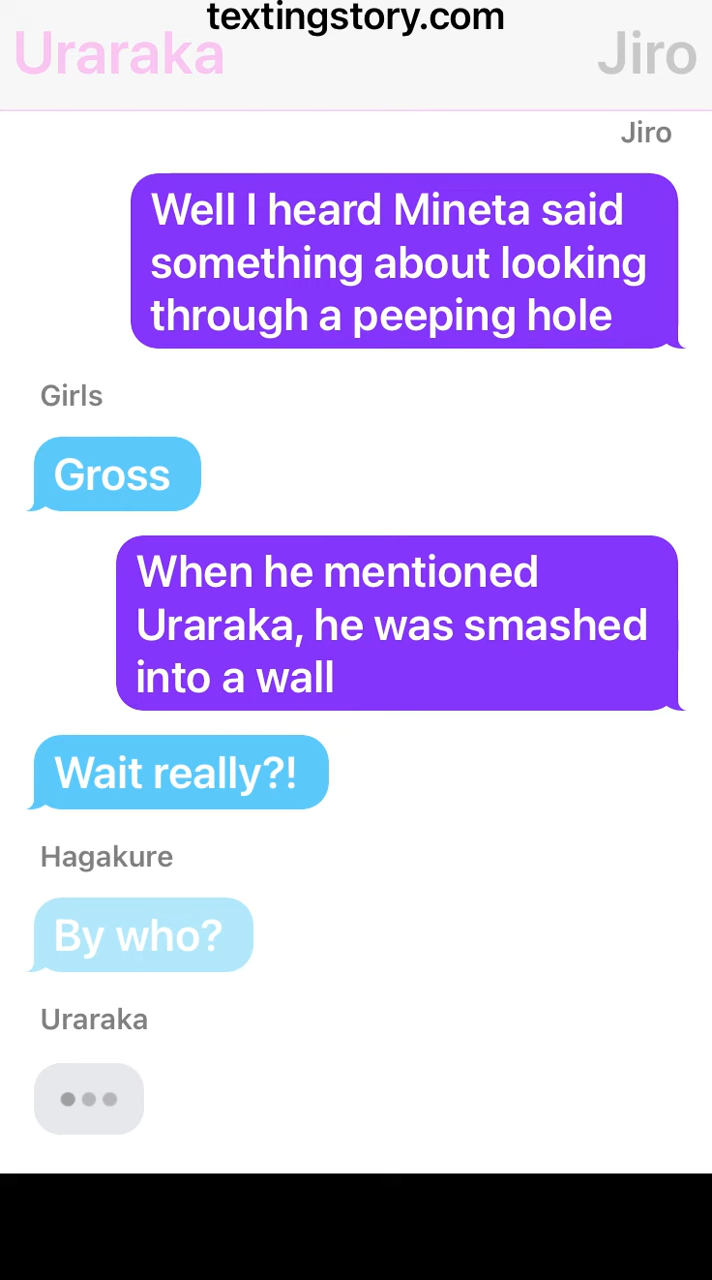 textingstory.com
Uraraka Jiro
Jiro
Well I heard Mineta said
something about looking
through a peeping hole
Girls
Gross
When he mentioned
Uraraka, he was smashed
into a wall
Wait really?!
Hagakure
By who?
Uraraka